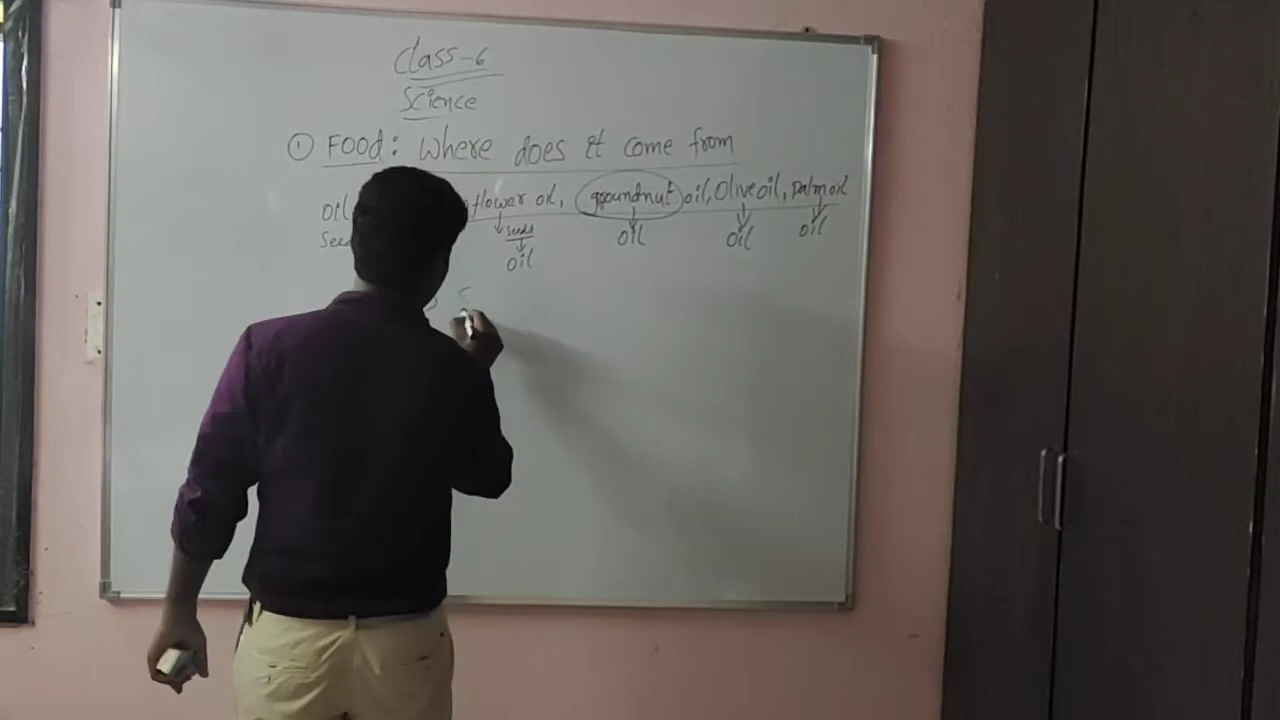 Class-6
Science
① Food: Where does it come from
oil flower oil, groundnut oil, Olive oil, Palm oil
seeds
oil oil oil
oil